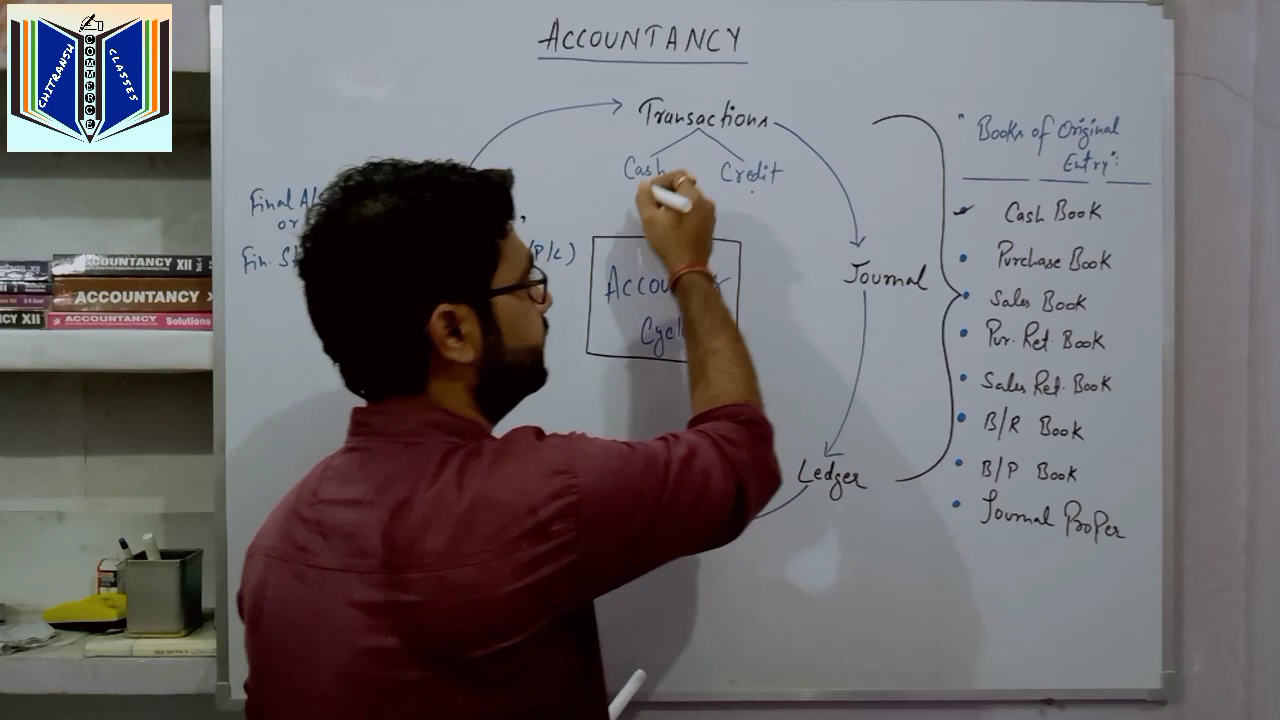 CHITRANSH
COMMERCE
CLASSES
ACCOUNTANCY
Transactions
Cash Credit
Journal
Ledger
Final A/
or
Fin. St
(P/L)
Cycl
"Books of Original
Entry":
Cash Book
• Purchase Book
• Sales Book
• Pur. Ret. Book
• Sales Ret. Book
• B/R Book
• B/P Book
• Journal Proper
ACCOUNTANCY XII
ACCOUNTANCY
CY XII
ACCOUNTANCY Solutions